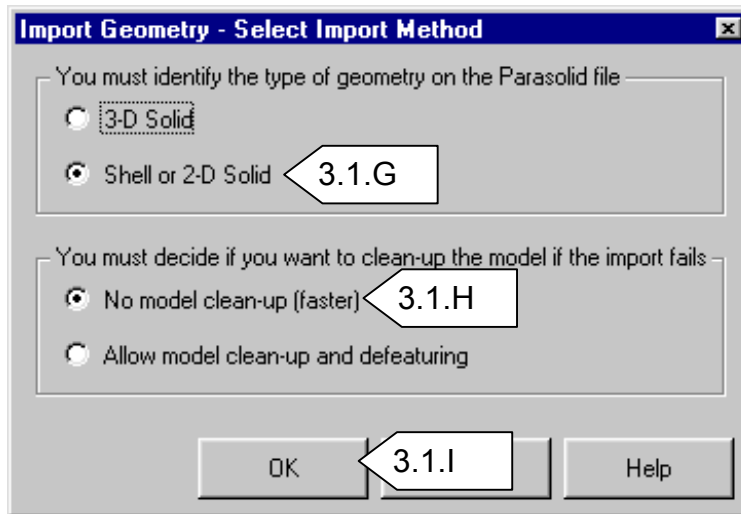 Import Geometry - Select Import Method
You must identify the type of geometry on the Parasolid file
3-D Solid
Shell or 2-D Solid 3.1.G
You must decide if you want to clean-up the model if the import fails
No model clean-up (faster) 3.1.H
Allow model clean-up and defeaturing
OK 3.1.I Help